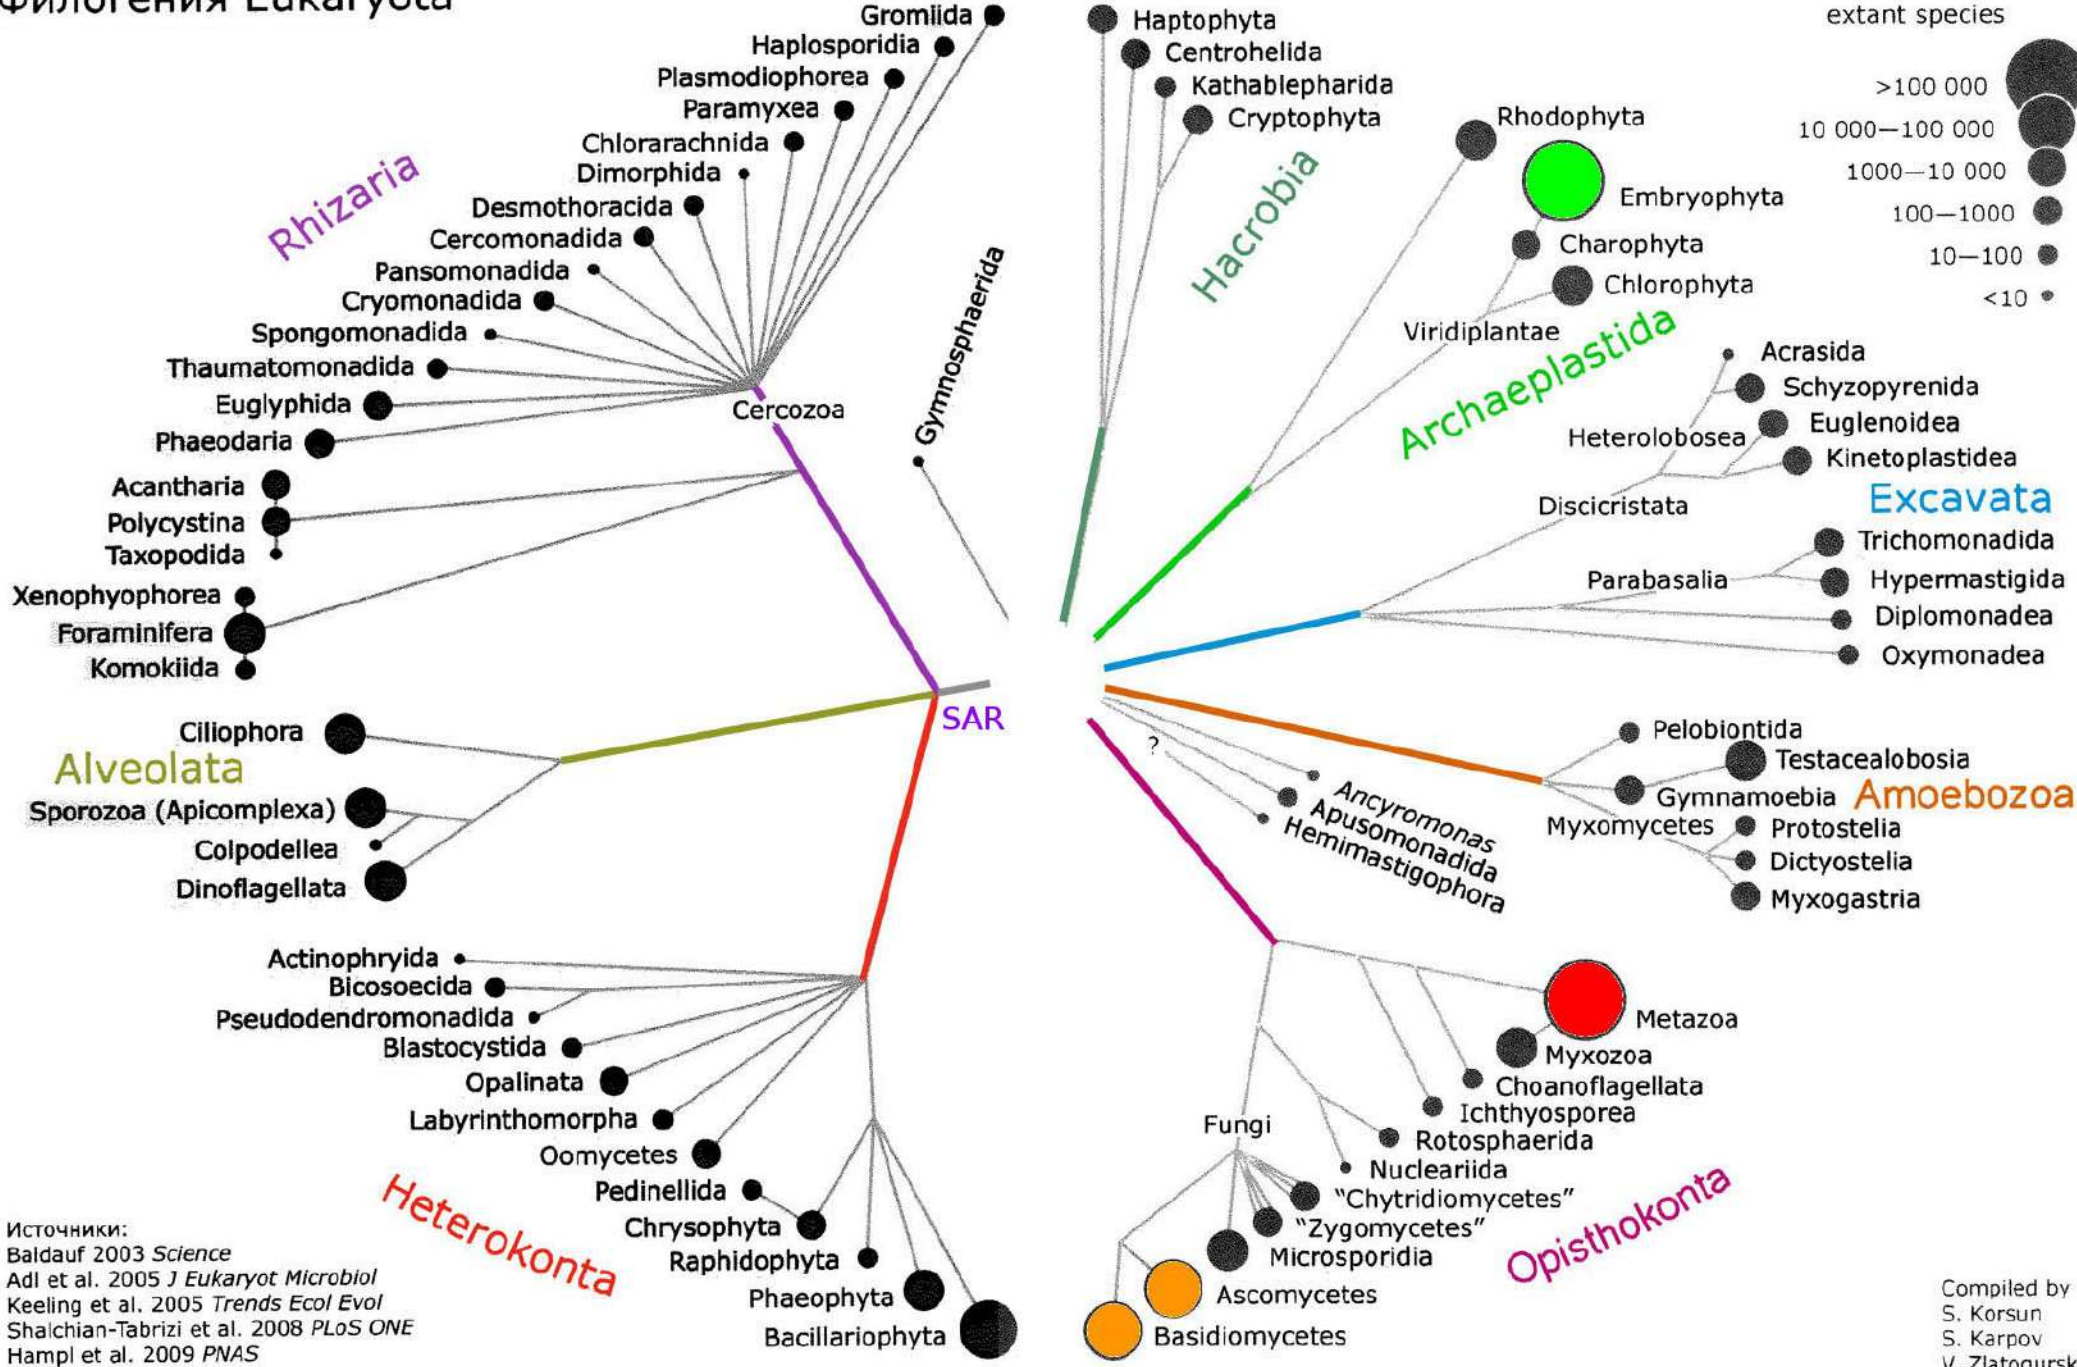 Филогения Eukaryota
Gromiida
Haplosporidia
Plasmodiophorea
Paramyxea
Chlorarachnida
Dimorphida
Desmothoracida
Cercomonadida
Pansomonadida
Cryomonadida
Spongomonadida
Thaumatomonadida
Euglyphida
Phaeodaria
Cercozoa
Rhizaria
Acantharia
Polycystina
Taxopodida
Xenophyophorea
Foraminifera
Komokiida
Gymnosphaerida
SAR
Ciliophora
Alveolata
Sporozoa (Apicomplexa)
Colpodellea
Dinoflagellata
Actinophryida
Bicosoecida
Pseudodendromonadida
Blastocystida
Opalinata
Labyrinthomorpha
Oomycetes
Pedinellida
Chrysophyta
Raphidophyta
Phaeophyta
Bacillariophyta
Heterokonta
Haptophyta
Centrohelida
Kathablepharida
Cryptophyta
Hacrobia
Rhodophyta
Embryophyta
Charophyta
Chlorophyta
Viridiplantae
Archaeplastida
extant species
>100 000
10 000—100 000
1000—10 000
100—1000
10—100
<10
Acrasida
Schyzopyrenida
Heterolobosea
Euglenoidea
Kinetoplastidea
Discicristata
Excavata
Trichomonadida
Parabasalia
Hypermastigida
Diplomonadea
Oxymonadea
Pelobiontida
Testacealobosia
Gymnamoebia
Amoebozoa
Myxomycetes
Protostelia
Dictyostelia
Myxogastria
?
Ancyromonas
Apusomonadida
Hemimastigophora
Metazoa
Myxozoa
Choanoflagellata
Ichthyosporea
Rotosphaerida
Nucleariida
Fungi
“Chytridiomycetes”
“Zygomycetes”
Microsporidia
Ascomycetes
Basidiomycetes
Opisthokonta
Источники:
Baldauf 2003 Science
Adl et al. 2005 J Eukaryot Microbiol
Keeling et al. 2005 Trends Ecol Evol
Shalchian-Tabrizi et al. 2008 PLoS ONE
Hampl et al. 2009 PNAS
Compiled by
S. Korsun
S. Karpov